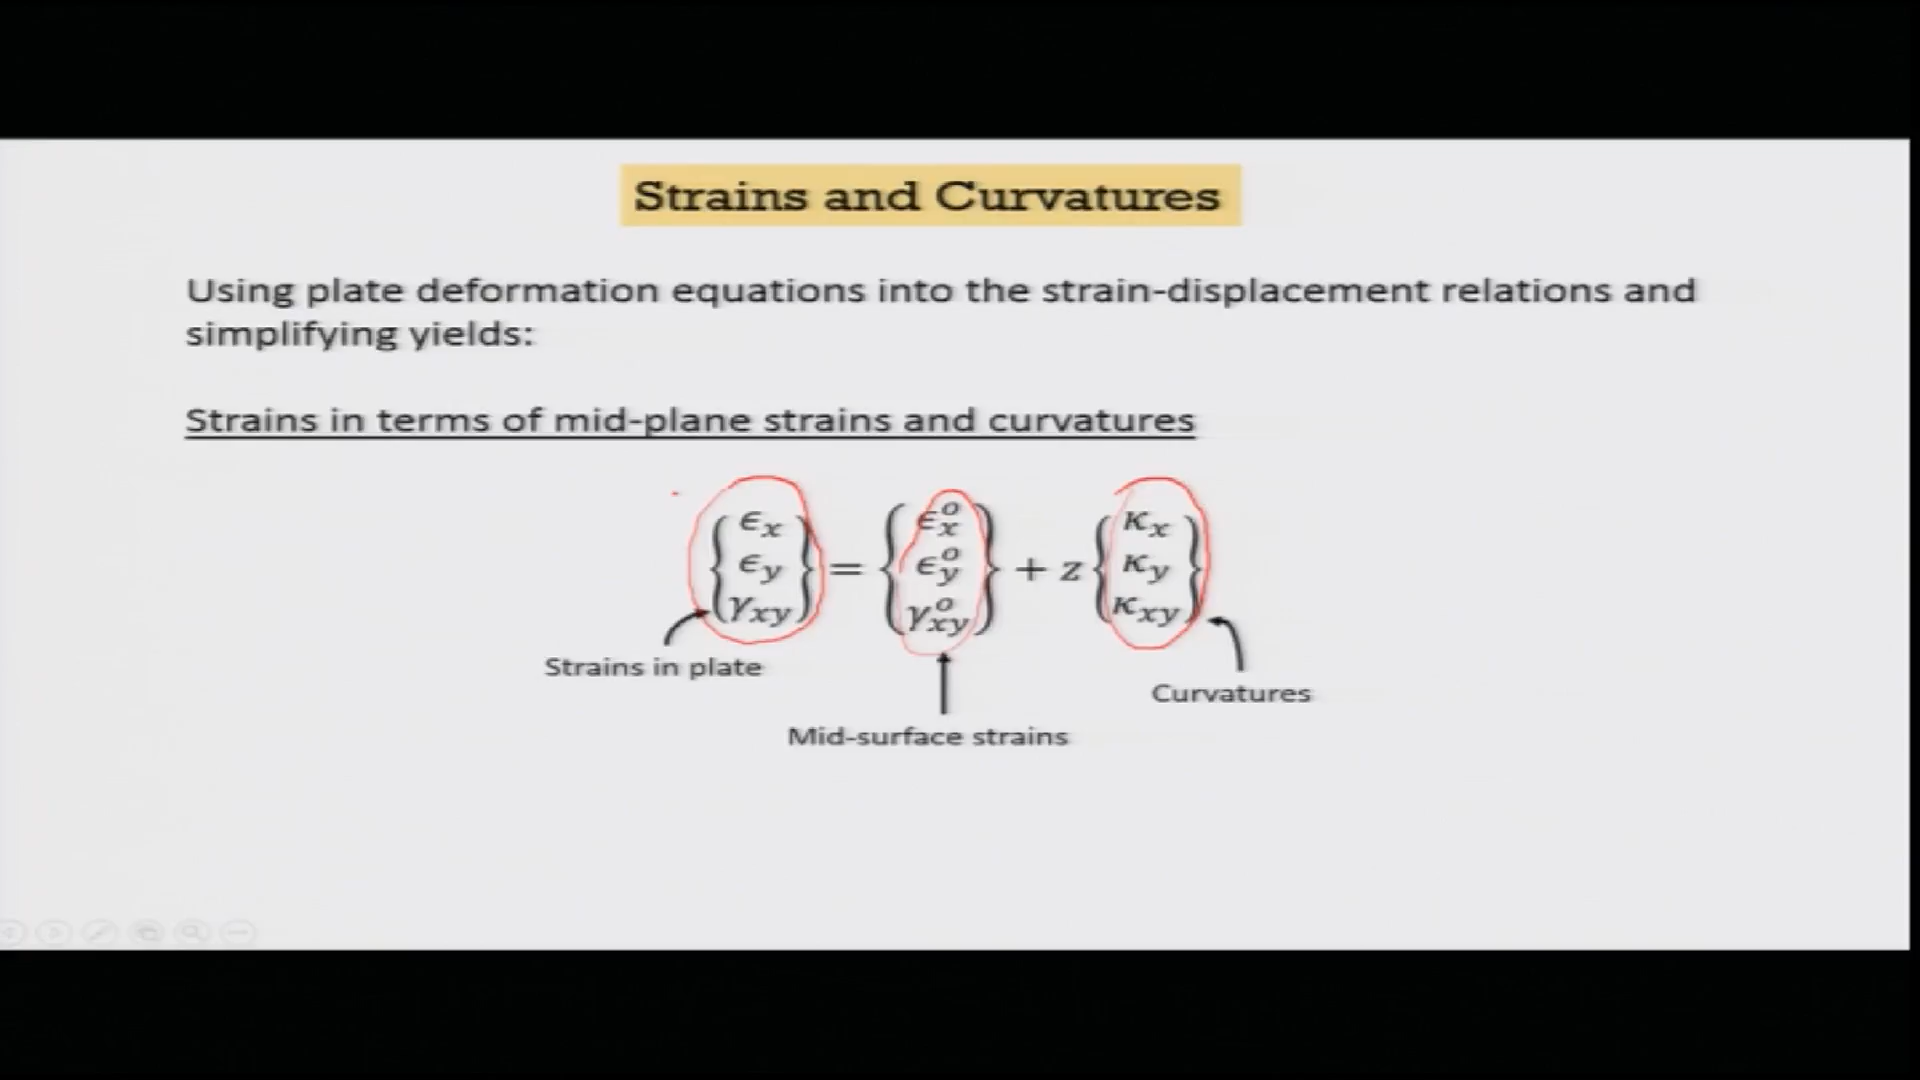 Strains and Curvatures
Using plate deformation equations into the strain-displacement relations and
simplifying yields:
Strains in terms of mid-plane strains and curvatures
{ϵx ϵy γxy} = {ϵx^o ϵy^o γxy^o} + z {κx κy κxy}
Strains in plate
Curvatures
Mid-surface strains